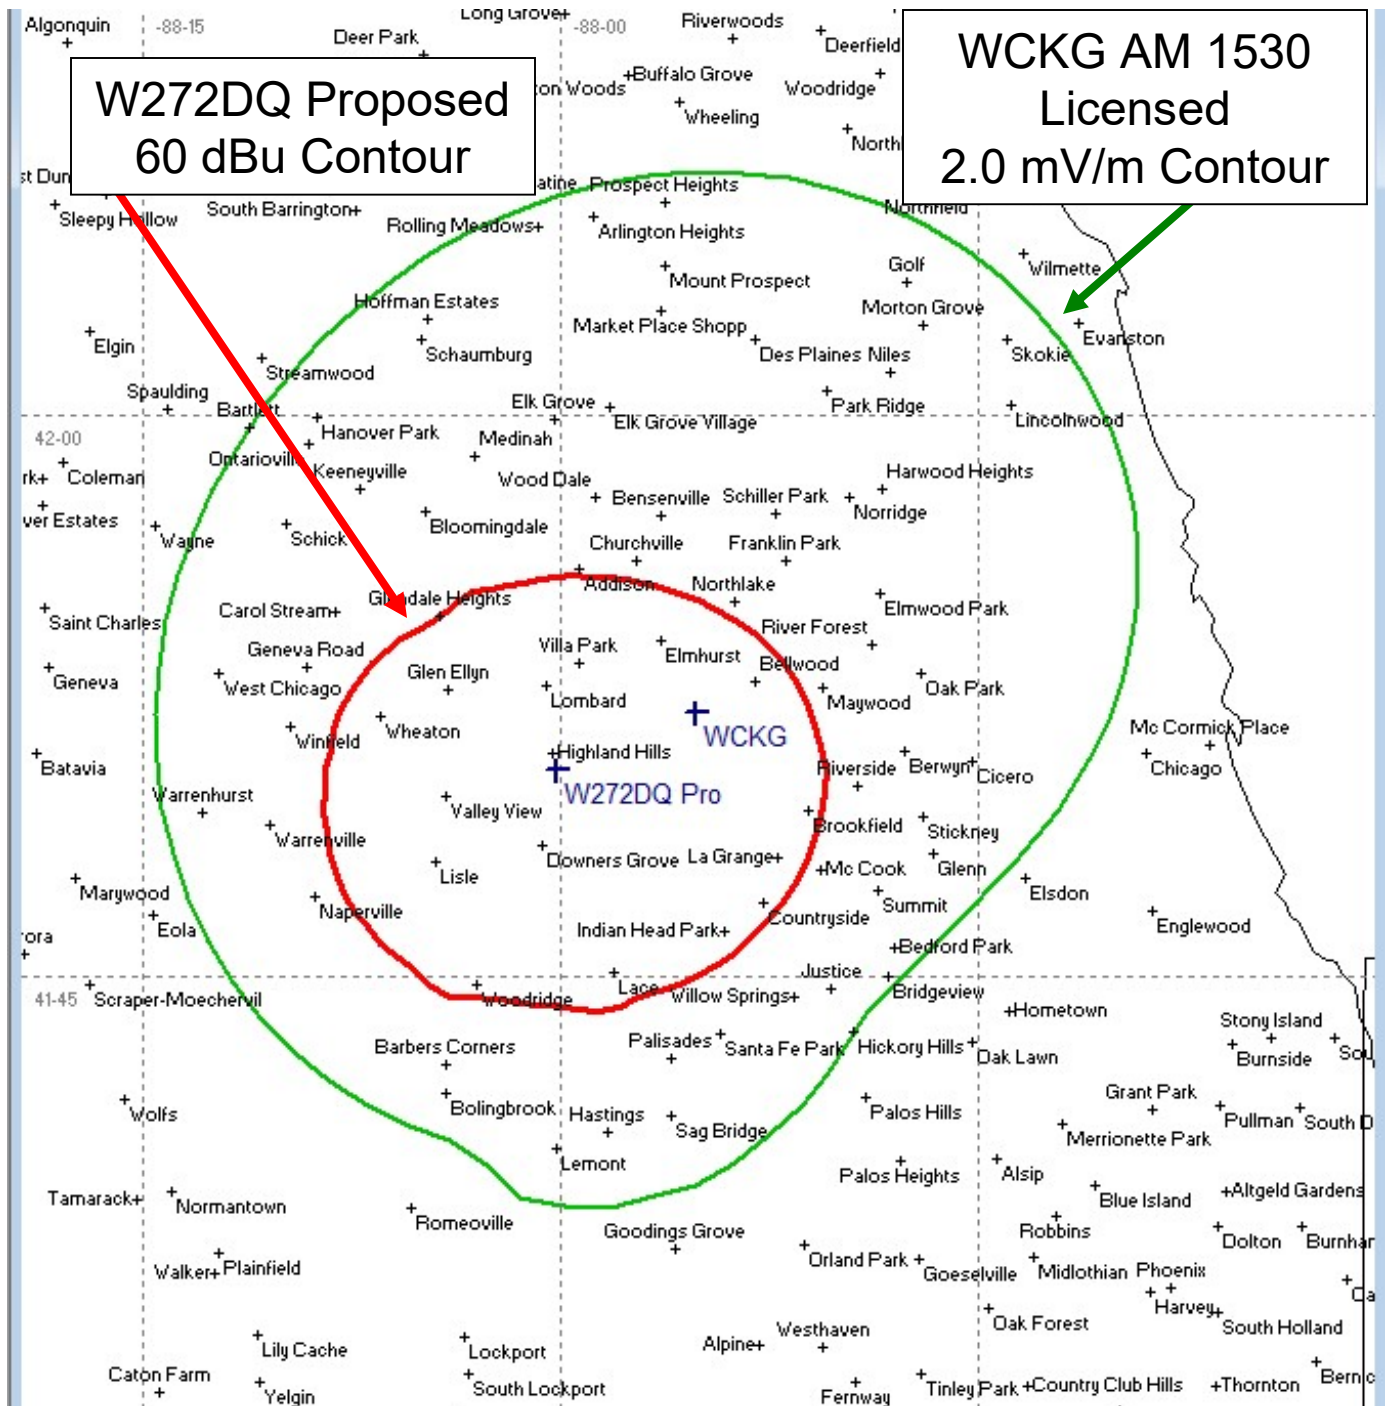 Algonquin
-88-15
Long Grove
-88-00
Riverwoods
Deer Park
Deerfield
WCKG AM 1530
Licensed
2.0 mV/m Contour
W272DQ Proposed
60 dBu Contour
Buffalo Grove
Woods
Woodridge
Wheeling
Prospect Heights
Sleepy Hollow
South Barrington
Rolling Meadows
Arlington Heights
Northfield
Mount Prospect
Golf
Wilmette
Hoffman Estates
Morton Grove
Market Place Shopp
Elgin
Schaumburg
Des Plaines
Niles
Skokie
Evanston
Streamwood
Spaulding
Bartlett
Elk Grove
Elk Grove Village
Park Ridge
Lincolnwood
42-00
Hanover Park
Medinah
Ontarioville
Keeneyville
Coleman
Wood Dale
Bensenville
Schiller Park
Harwood Heights
Norridge
ver Estates
Wayne
Schick
Bloomingdale
Churchville
Franklin Park
Addison
Northlake
Glendale Heights
Carol Stream
Elmwood Park
Saint Charles
River Forest
Geneva Road
Villa Park
Elmhurst
Bellwood
Geneva
West Chicago
Glen Ellyn
Lombard
Maywood
Oak Park
Winfield
Wheaton
WCKG
Mc Cormick Place
Highland Hills
Batavia
Riverside
Berwyn
Cicero
Chicago
W272DQ Pro
Warrenhurst
Valley View
Warrenville
Brookfield
Stickney
Downers Grove
La Grange
Mc Cook
Glenn
Lisle
Marywood
Elsdon
Naperville
Countryside
Summit
Eola
Indian Head Park
Englewood
Bedford Park
Justice
41-45
Scraper-Moechervil
Woodridge
Lace
Willow Springs
Bridgeview
Hometown
Barbers Corners
Palisades
Santa Fe Park
Hickory Hills
Oak Lawn
Stony Island
Burnside
Wolfs
Bolingbrook
Hastings
Sag Bridge
Palos Hills
Grant Park
Pullman
South D
Merrionette Park
Lemont
Palos Heights
Alsip
Tamarack
Normantown
Blue Island
Altgeld Gardens
Romeoville
Goodings Grove
Robbins
Dolton
Burnhar
Walker
Plainfield
Orland Park
Goeselville
Midlothian
Phoenix
Harvey
Lily Cache
Lockport
Alpine
Westhaven
Oak Forest
South Holland
Caton Farm
Yelgin
South Lockport
Fernway
Tinley Park
Country Club Hills
Thornton